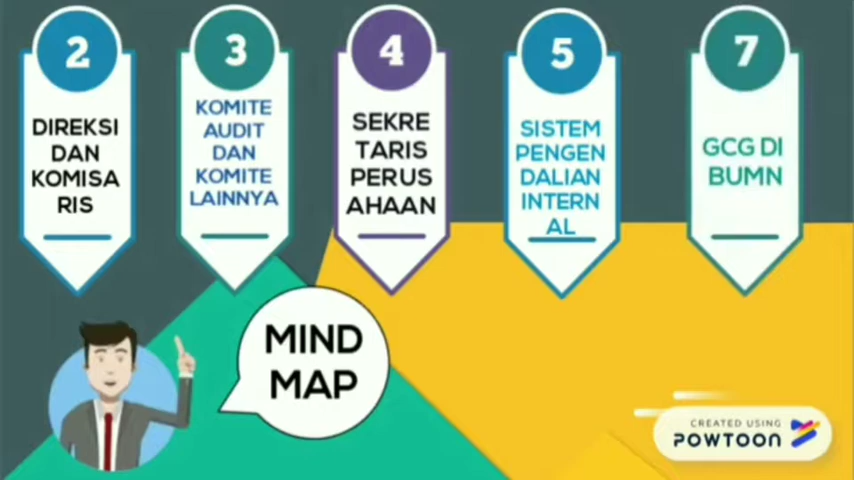 2
DIREKSI
DAN
KOMISA
RIS
3
KOMITE
AUDIT
DAN
KOMITE
LAINNYA
4
SEKRE
TARIS
PERUS
AHAAN
5
SISTEM
PENGEN
DALIAN
INTERN
AL
7
GCG DI
BUMN
MIND
MAP
CREATED USING
POWTOON